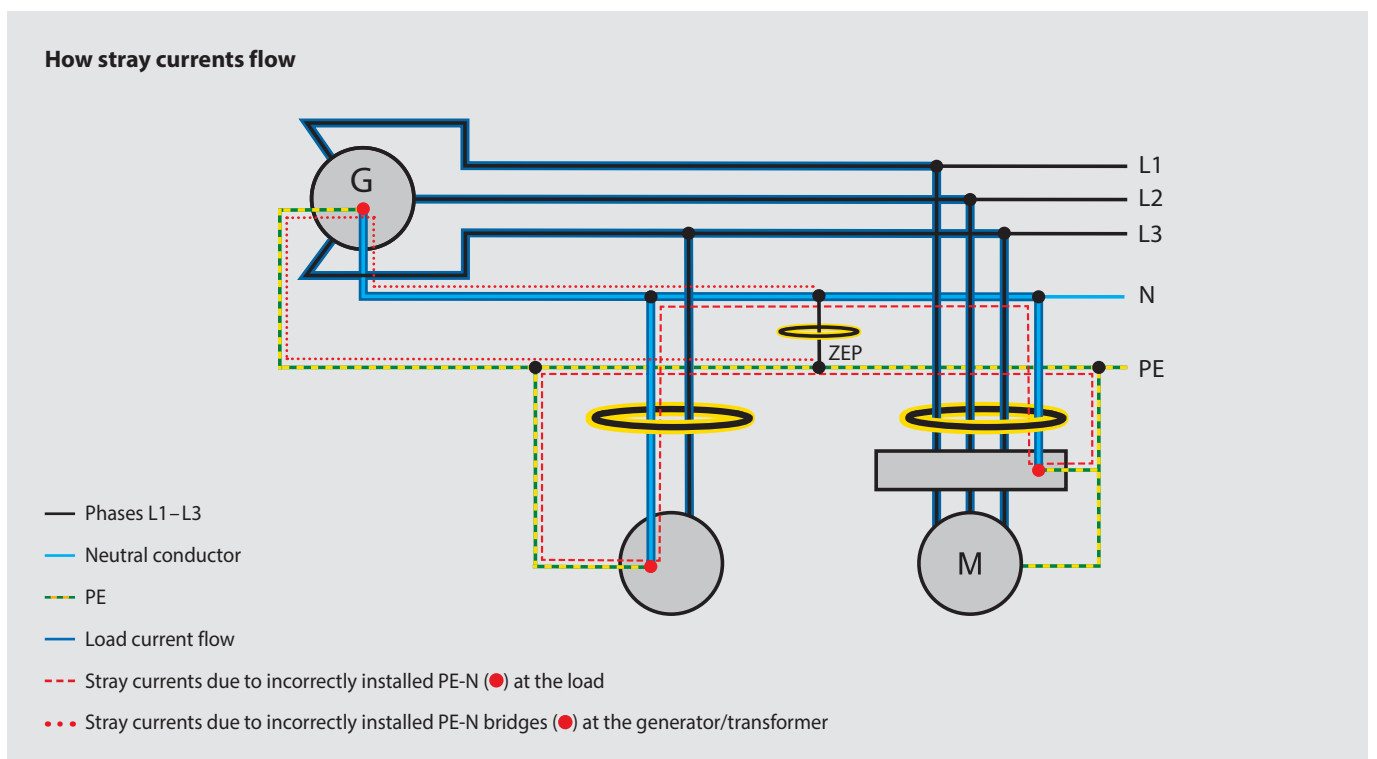 How stray currents flow
G
L1
L2
L3
N
ZEP
PE
M
Phases L1–L3
Neutral conductor
PE
Load current flow
Stray currents due to incorrectly installed PE-N (●) at the load
Stray currents due to incorrectly installed PE-N bridges (●) at the generator/transformer